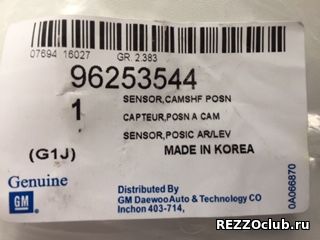 07694 16027 GR. 2.383
96253544
1
SENSOR,CAMSHF POSN
CAPTEUR,POSN A CAM
SENSOR,POSIC AR/LEV
(G1J)
MADE IN KOREA
Genuine
GM
Distributed By
GM DaewooAuto & Technology CO
Inchon 403-714,
0A066870
REZZOclub.ru